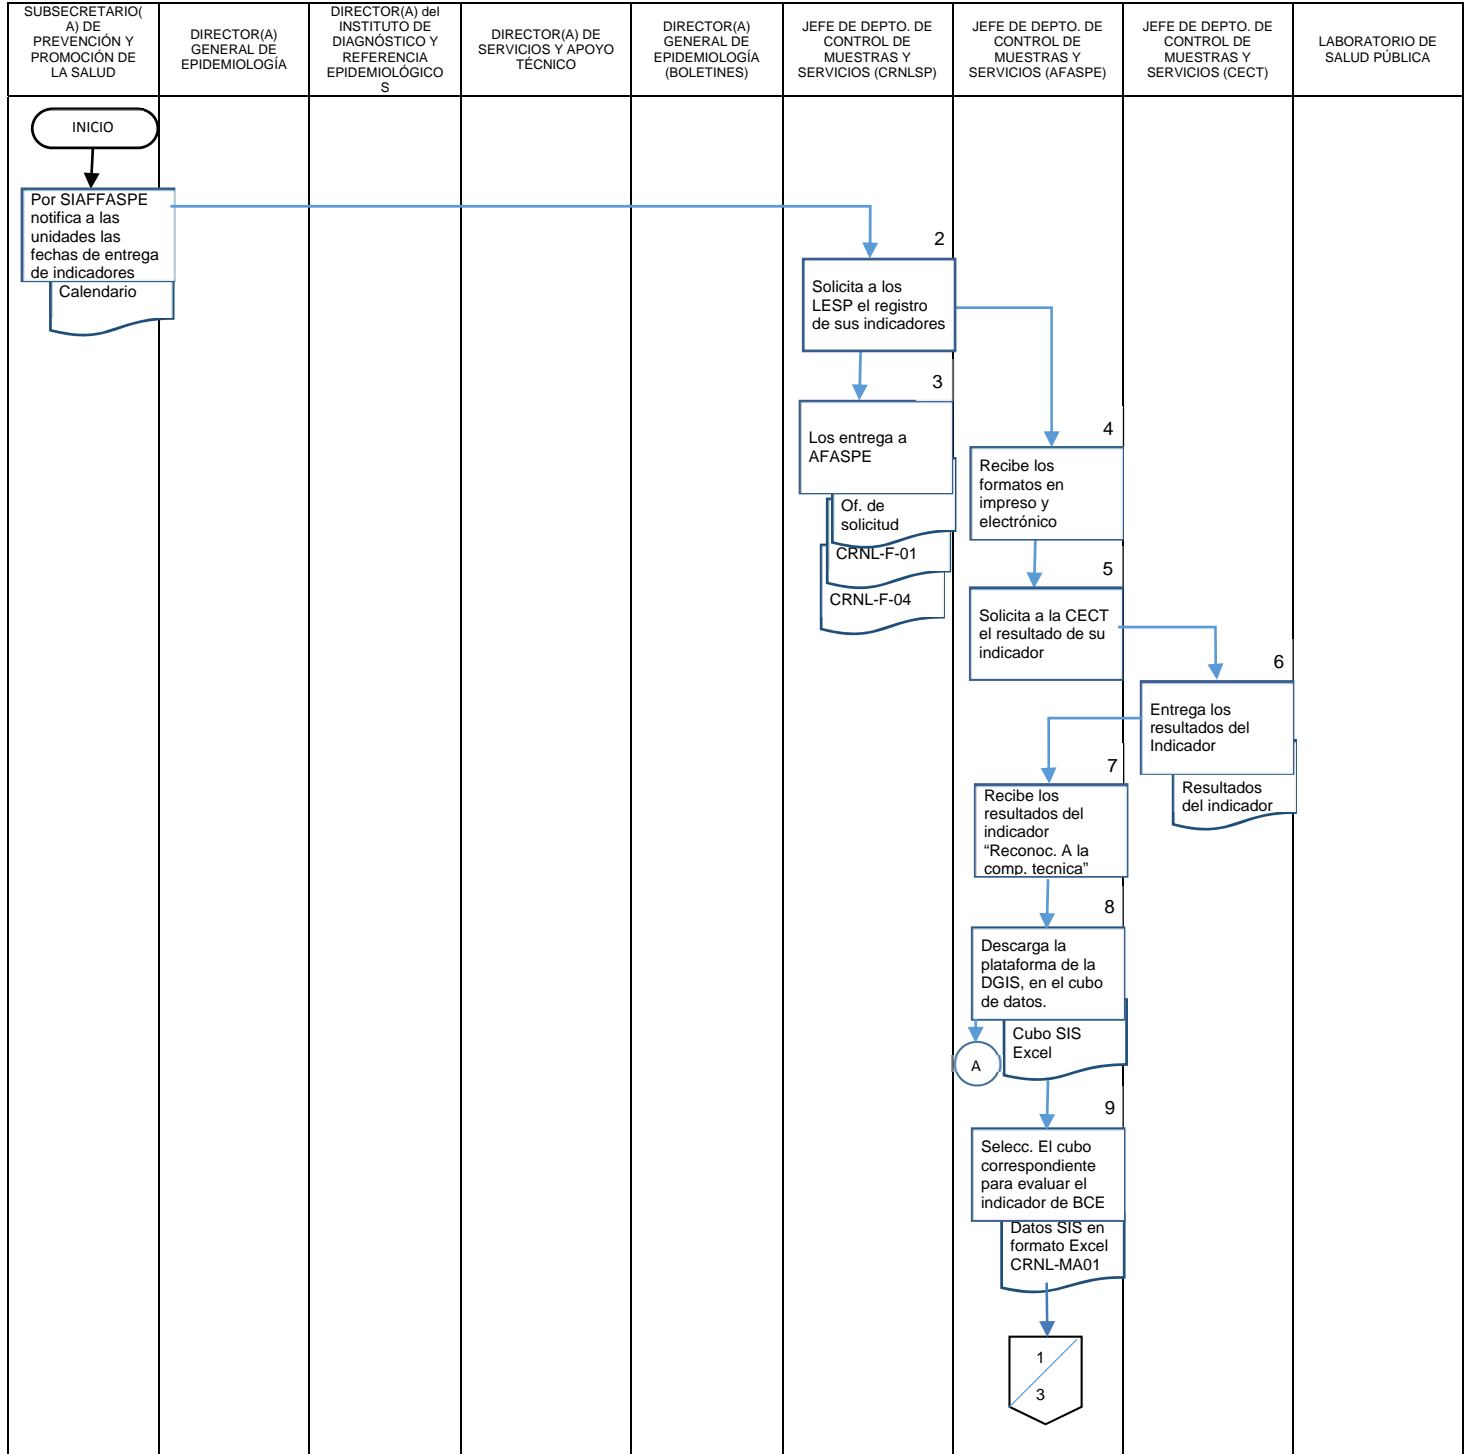 SUBSECRETARIO(
A) DE
PREVENCIÓN Y
PROMOCIÓN DE
LA SALUD
DIRECTOR(A)
GENERAL DE
EPIDEMIOLOGÍA
DIRECTOR(A) del
INSTITUTO DE
DIAGNÓSTICO Y
REFERENCIA
EPIDEMIOLÓGICO
S
DIRECTOR(A) DE
SERVICIOS Y APOYO
TÉCNICO
DIRECTOR(A)
GENERAL DE
EPIDEMIOLOGÍA
(BOLETINES)
JEFE DE DEPTO. DE
CONTROL DE
MUESTRAS Y
SERVICIOS (CRNLSP)
JEFE DE DEPTO. DE
CONTROL DE
MUESTRAS Y
SERVICIOS (AFASPE)
JEFE DE DEPTO. DE
CONTROL DE
MUESTRAS Y
SERVICIOS (CECT)
LABORATORIO DE
SALUD PÚBLICA
INICIO
Por SIAFFASPE
notifica a las
unidades las
fechas de entrega
de indicadores
Calendario
2
Solicita a los
LESP el registro
de sus indicadores
3
Los entrega a
AFASPE
Of. de
solicitud
CRNL-F-01
CRNL-F-04
4
Recibe los
formatos en
impreso y
electrónico
5
Solicita a la CECT
el resultado de su
indicador
6
Entrega los
resultados del
Indicador
Resultados
del indicador
7
Recibe los
resultados del
indicador
“Reconoc. A la
comp. tecnica”
8
Descarga la
plataforma de la
DGIS, en el cubo
de datos.
Cubo SIS
Excel
A
9
Selecc. El cubo
correspondiente
para evaluar el
indicador de BCE
Datos SIS en
formato Excel
CRNL-MA01
1
3